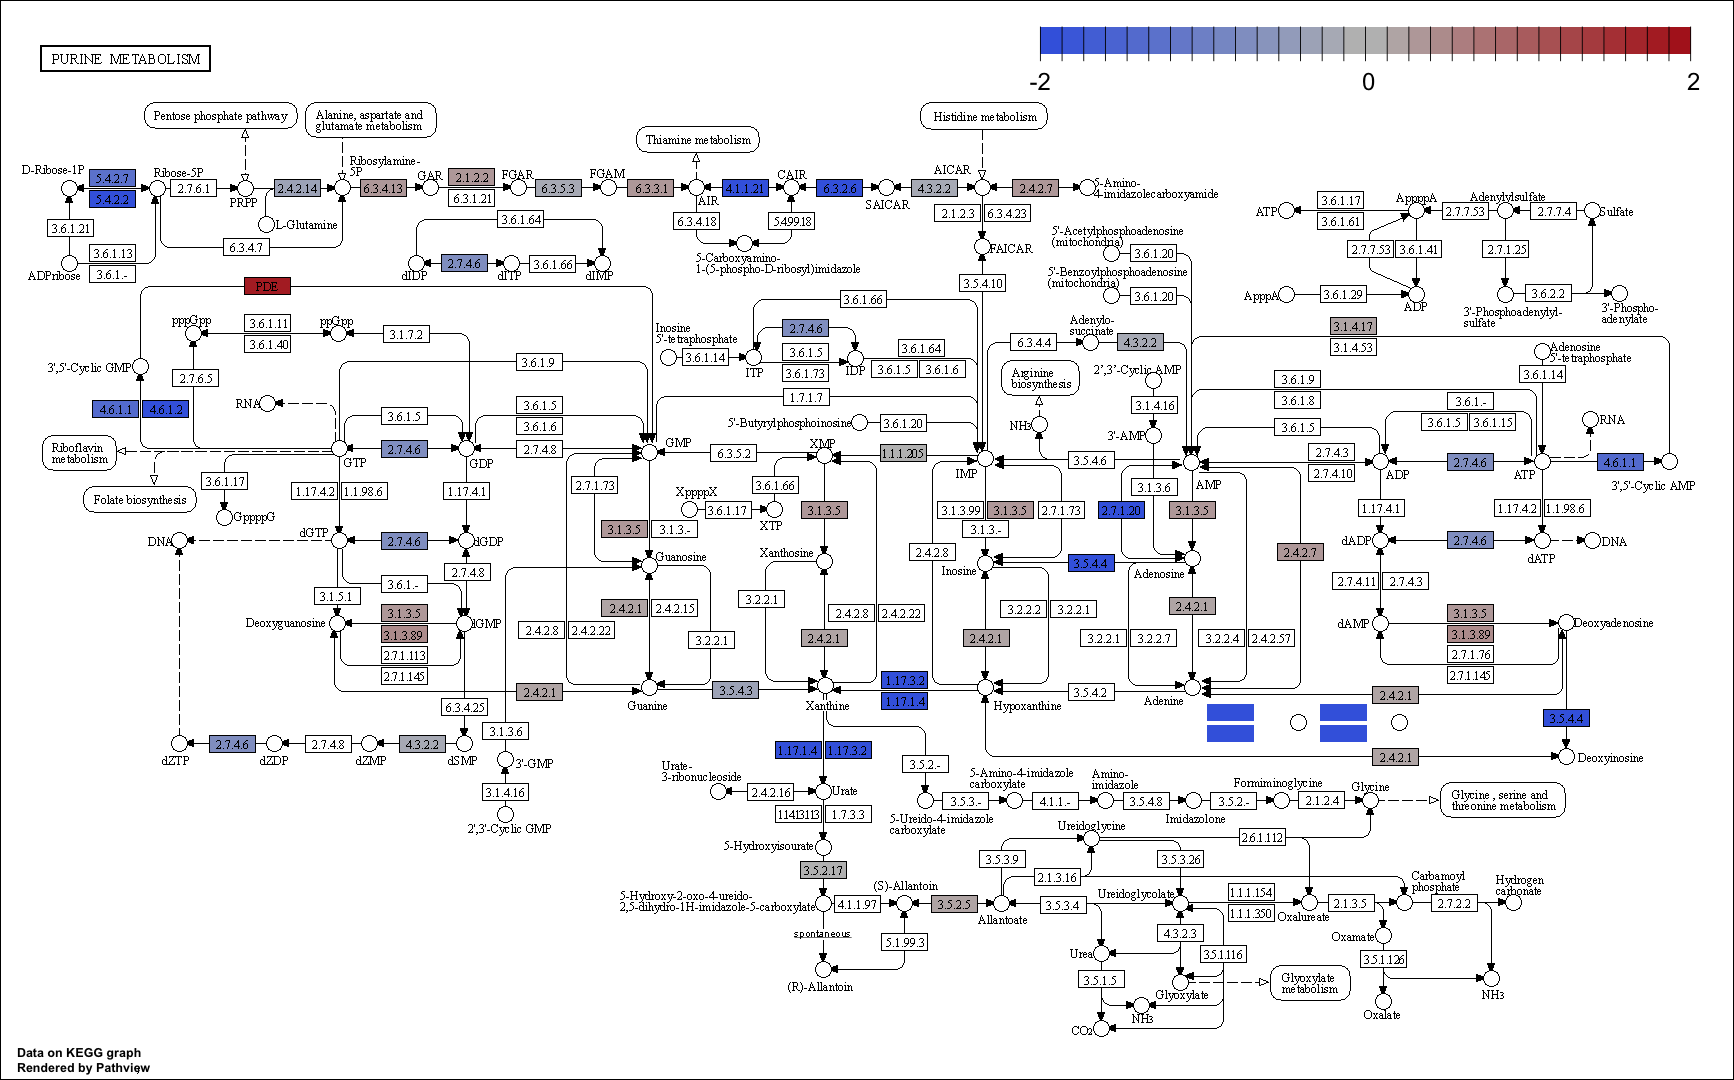 PURINE METABOLISM
-2 0 2
Pentose phosphate pathway
Alanine, aspartate and
glutamate metabolism
Thiamine metabolism
Histidine metabolism
D-Ribose-1P
5.4.2.7
5.4.2.2
Ribose-5P
2.7.6.1
PRPP
2.4.2.14
Ribosylamine-
5P
6.3.4.13
GAR
2.1.2.2
6.3.1.21
FGAR
6.3.5.3
FGAM
6.3.3.1
AIR
4.1.1.21
CAIR
6.3.2.6
SAICAR
4.3.2.2
AICAR
2.4.2.7
5-Amino-
4-imidazolecarboxyamide
3.6.1.21
L-Glutamine
6.3.4.7
3.6.1.13
3.6.1.-
ADPribose
3.6.1.64
dIDP
2.7.4.6
dITP
3.6.1.66
dIMP
6.3.4.18
5.4.99.18
5-Carboxyamino-
1-(5-phospho-D-ribosyl)imidazole
2.1.2.3
6.3.4.23
FAICAR
3.5.4.10
5'-Acetylphosphoadenosine
(mitochondria)
3.6.1.20
5'-Benzoylphosphoadenosine
(mitochondria)
3.6.1.20
ATP
3.6.1.17
3.6.1.61
AppppA
2.7.7.53
Adenylylsulfate
2.7.7.4
Sulfate
2.7.7.53
3.6.1.41
2.7.1.25
ApppA
3.6.1.29
ADP
3.6.2.2
3'-Phosphoadenylyl-
sulfate
3'-Phospho-
adenylate
PDE
pppGpp
3.6.1.11
3.6.1.40
ppGpp
3.1.7.2
3',5'-Cyclic GMP
2.7.6.5
3.6.1.9
4.6.1.1
4.6.1.2
RNA
3.6.1.5
3.6.1.5
3.6.1.6
Inosine
5'-tetraphosphate
3.6.1.14
3.6.1.66
2.7.4.6
ITP
3.6.1.5
3.6.1.73
IDP
3.6.1.64
3.6.1.5
3.6.1.6
1.7.1.7
5'-Butyrylphosphoinosine
3.6.1.20
6.3.4.4
Adenylo-
succinate
4.3.2.2
Arginine
biosynthesis
NH3
2',3'-Cyclic AMP
3.1.4.16
3'-AMP
3.1.4.17
3.1.4.53
Adenosine
5'-tetraphosphate
3.6.1.14
3.6.1.9
3.6.1.8
3.6.1.5
3.6.1.-
3.6.1.5
3.6.1.15
RNA
Riboflavin
metabolism
Folate biosynthesis
GTP
2.7.4.6
GDP
2.7.4.8
GMP
6.3.5.2
XMP
1.1.1.205
IMP
3.5.4.6
AMP
2.7.4.3
2.7.4.10
ADP
2.7.4.6
ATP
4.6.1.1
3',5'-Cyclic AMP
3.6.1.17
GppppG
1.17.4.2
1.1.98.6
1.17.4.1
2.7.1.73
3.1.3.5
3.1.3.-
XppppX
3.6.1.17
3.6.1.66
XTP
3.1.3.5
3.1.3.99
3.1.3.5
2.7.1.73
3.1.3.-
2.7.1.20
3.1.3.6
3.1.3.5
1.17.4.1
1.17.4.2
1.1.98.6
DNA
dGTP
2.7.4.6
dGDP
2.7.4.8
Guanosine
Xanthosine
2.4.2.8
Inosine
3.5.4.4
Adenosine
2.4.2.7
dADP
2.7.4.6
dATP
DNA
3.6.1.-
3.1.5.1
Deoxyguanosine
3.1.3.5
3.1.3.89
2.7.1.113
2.7.1.145
dGMP
2.4.2.8
2.4.2.22
2.4.2.1
2.4.2.15
3.2.2.1
3.2.2.1
2.4.2.1
2.4.2.8
2.4.2.22
2.4.2.1
3.2.2.2
3.2.2.1
2.4.2.1
3.2.2.1
3.2.2.7
3.2.2.4
2.4.2.57
2.7.4.11
2.7.4.3
dAMP
3.1.3.5
3.1.3.89
2.7.1.76
2.7.1.145
Deoxyadenosine
2.4.2.1
Guanine
3.5.4.3
Xanthine
1.17.3.2
1.17.1.4
Hypoxanthine
3.5.4.2
Adenine
2.4.2.1
3.5.4.4
6.3.4.25
3.1.3.6
dZTP
2.7.4.6
dZDP
2.7.4.8
dZMP
4.3.2.2
dSMP
3'-GMP
3.1.4.16
2',3'-Cyclic GMP
1.17.1.4
1.17.3.2
2.4.2.1
Deoxyinosine
Urate-
3-ribonucleoside
2.4.2.16
Urate
3.5.2.-
5-Ureido-4-imidazole
carboxylate
3.5.3.-
5-Amino-4-imidazole
carboxylate
4.1.1.-
Amino-
imidazole
3.5.4.8
Imidazolone
3.5.2.-
Formiminoglycine
2.1.2.4
Glycine
Glycine , serine and
threonine metabolism
1.14.13.113
1.7.3.3
5-Hydroxyisourate
3.5.2.17
5-Hydroxy-2-oxo-4-ureido-
2,5-dihydro-1H-imidazole-5-carboxylate
4.1.1.97
(S)-Allantoin
3.5.2.5
Allantoate
spontaneous
5.1.99.3
(R)-Allantoin
Ureidoglycine
3.5.3.9
2.1.3.16
3.5.3.26
2.6.1.112
3.5.3.4
Ureidoglycolate
1.1.1.154
1.1.1.350
Oxalureate
2.1.3.5
Carbamoyl
phosphate
2.7.2.2
Hydrogen
carbonate
Urea
4.3.2.3
3.5.1.116
3.5.1.5
Glyoxylate
Glyoxylate
metabolism
NH3
CO2
Oxamate
3.5.1.126
Oxalate
NH3
Data on KEGG graph
Rendered by Pathview